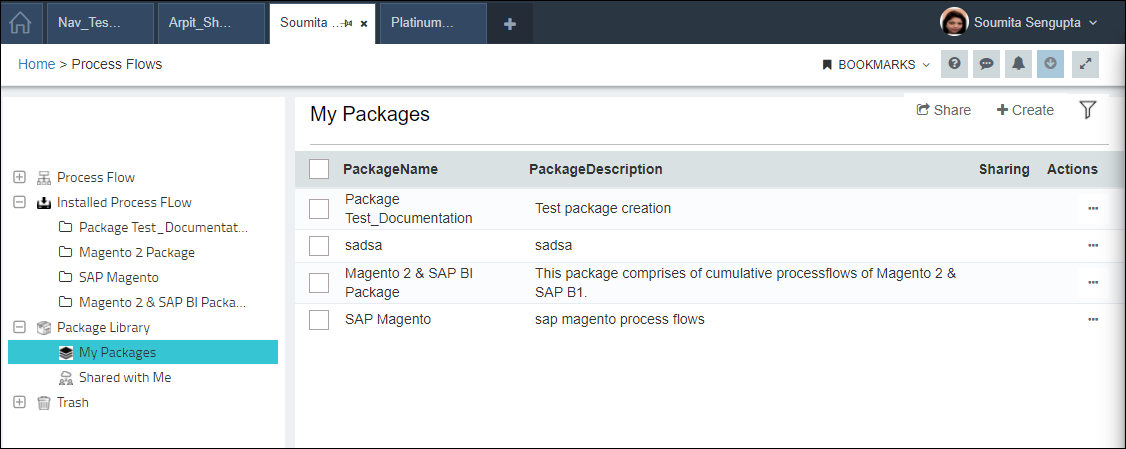 Nav_Tes...
Arpit_Sh...
Soumita ...
Platinum...
Soumita Sengupta
Home > Process Flows
BOOKMARKS
My Packages
Share
Create
PackageName PackageDescription Sharing Actions
Package Test_Documentation
Test package creation
sadsa
sadsa
Magento 2 & SAP BI
Package
This package comprises of cumulative processflows of Magento 2 &
SAP B1.
SAP Magento
sap magento process flows
Process Flow
Installed Process FLow
Package Test_Documentat...
Magento 2 Package
SAP Magento
Magento 2 & SAP BI Packa...
Package Library
My Packages
Shared with Me
Trash